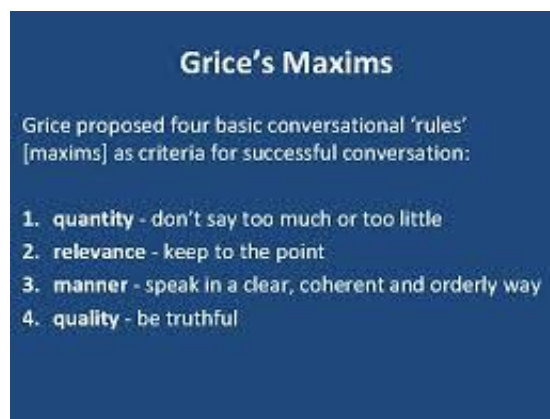 Grice's Maxims
Grice proposed four basic conversational 'rules'
[maxims] as criteria for successful conversation:
1. quantity - don't say too much or too little
2. relevance - keep to the point
3. manner - speak in a clear, coherent and orderly way
4. quality - be truthful